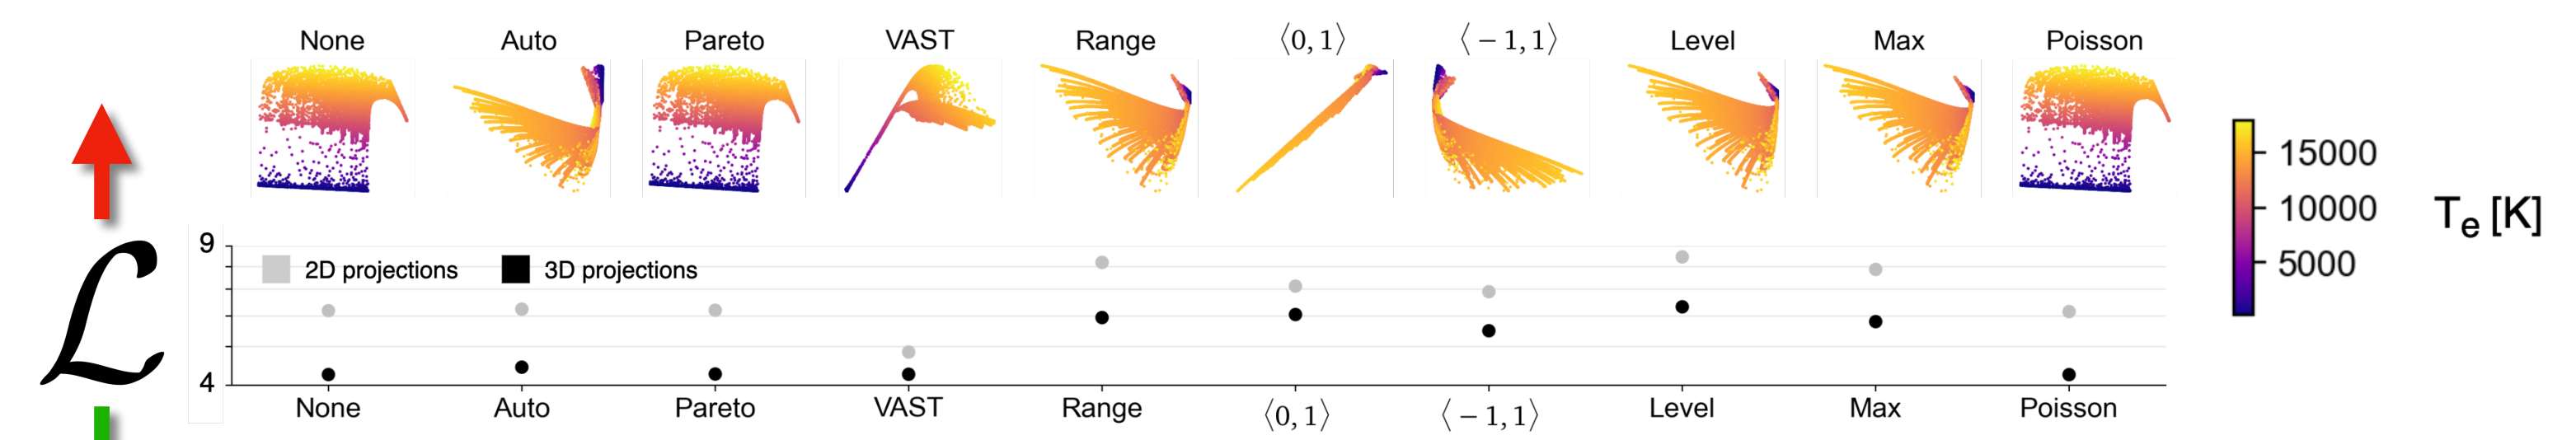 None Auto Pareto VAST Range ⟨0, 1⟩ ⟨−1, 1⟩ Level Max Poisson
15000
10000
5000
Tₑ [K]
ℒ
9
2D projections 3D projections
4
None Auto Pareto VAST Range ⟨0, 1⟩ ⟨−1, 1⟩ Level Max Poisson